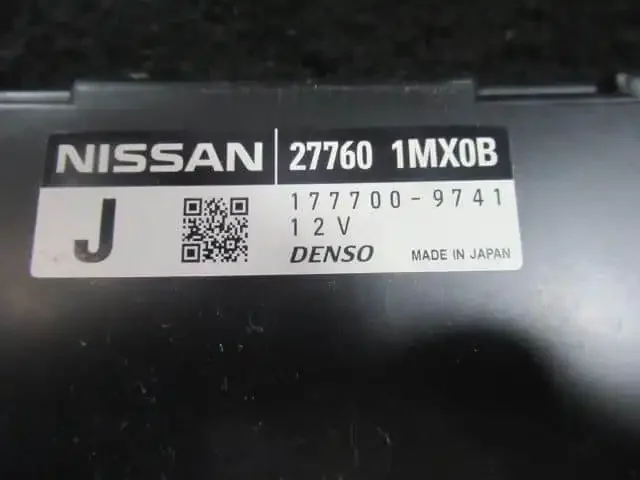 NISSAN 27760 1MX0B
J 177700-9741
12V
DENSO MADE IN JAPAN